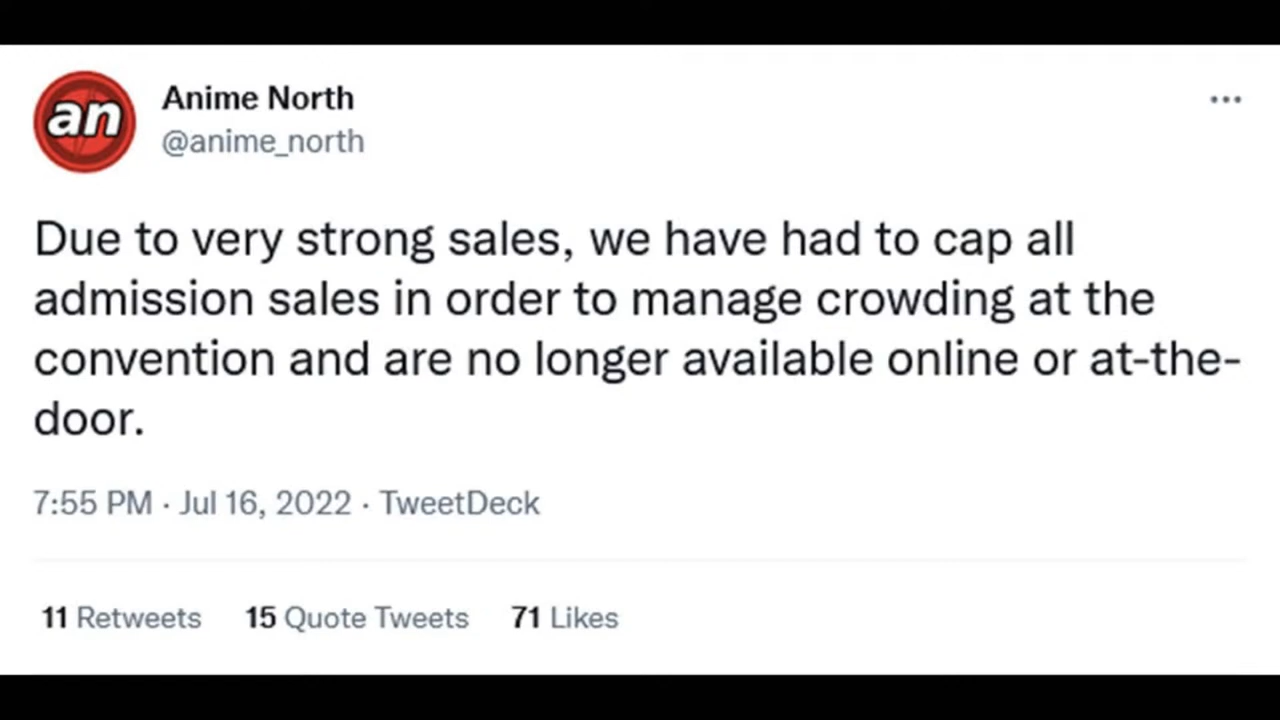 an
Anime North
@anime_north
Due to very strong sales, we have had to cap all
admission sales in order to manage crowding at the
convention and are no longer available online or at-the-
door.
7:55 PM · Jul 16, 2022 · TweetDeck
11 Retweets 15 Quote Tweets 71 Likes